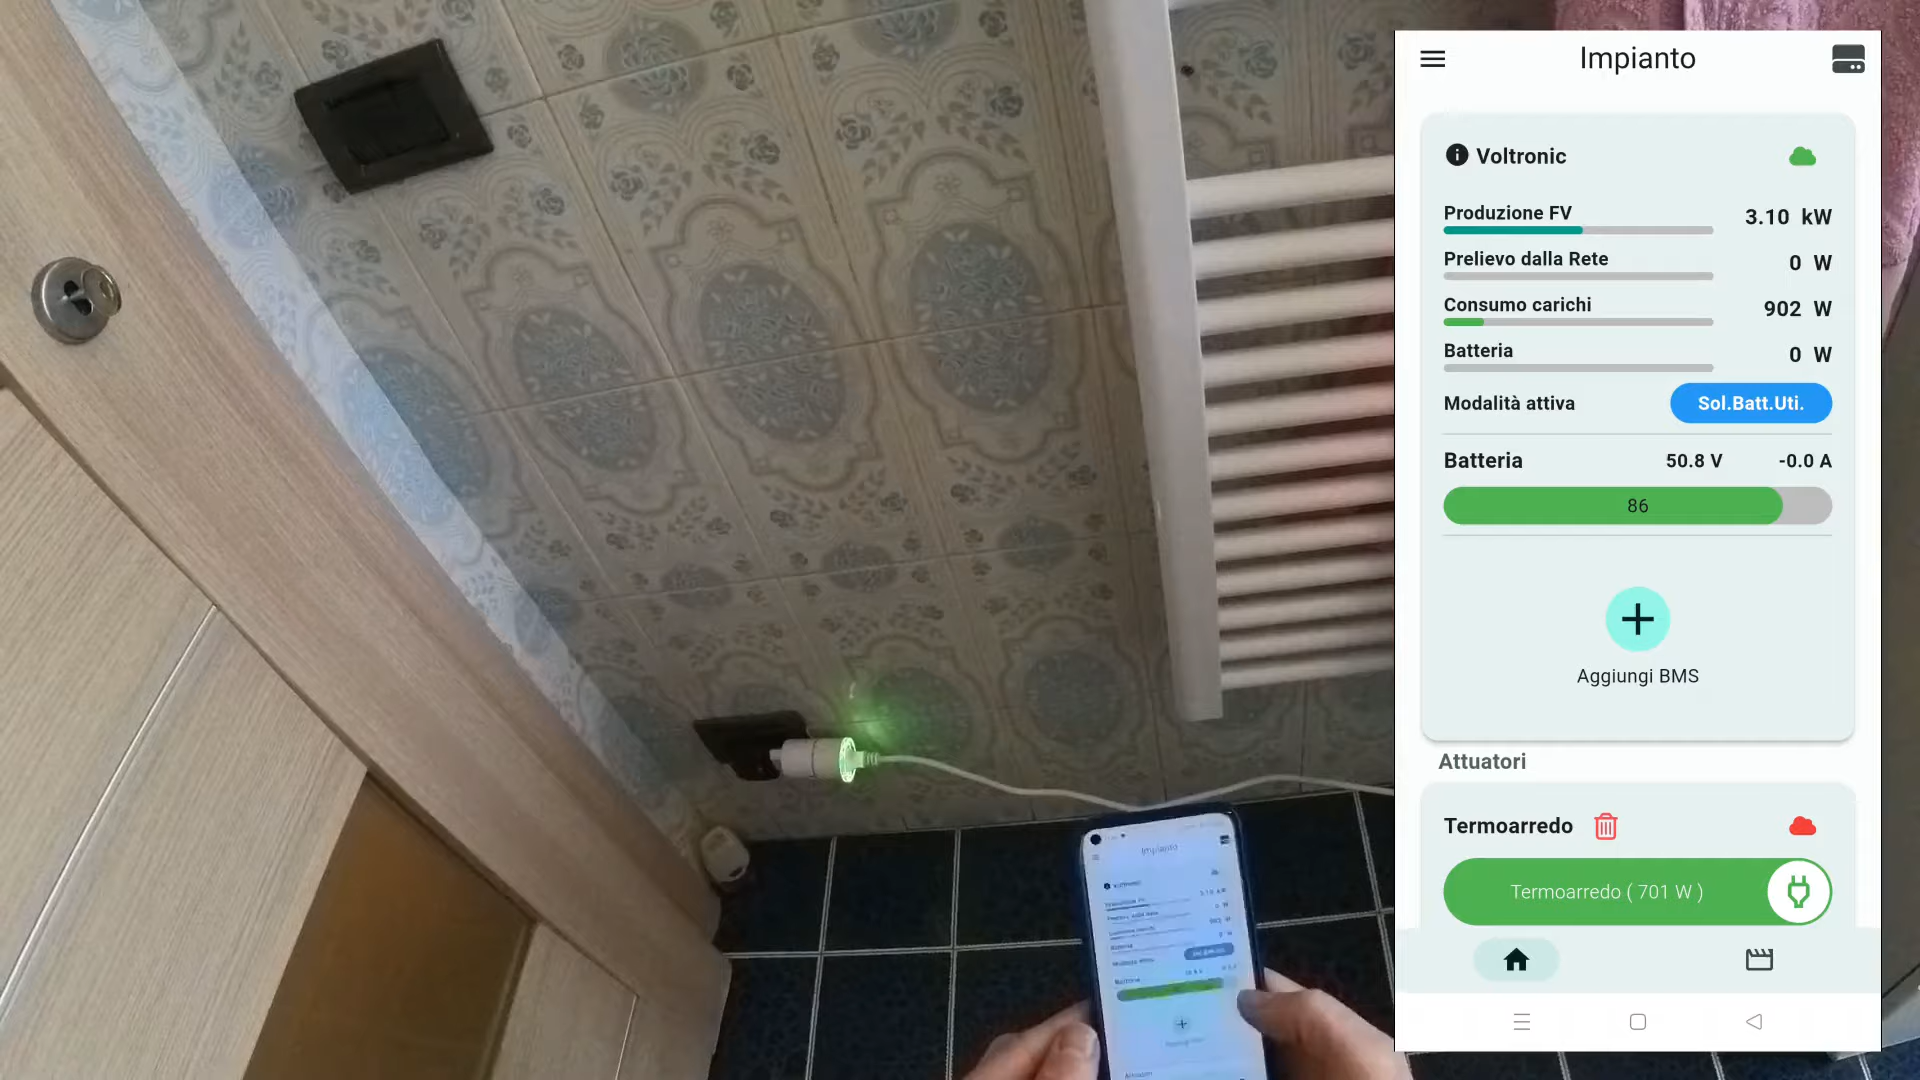 Impianto
Voltronic
Produzione FV 3.10 kW
Prelievo dalla Rete 0 W
Consumo carichi 902 W
Batteria 0 W
Modalità attiva Sol.Batt.Uti.
Batteria 50.8 V -0.0 A
86
Aggiungi BMS
Attuatori
Termoarredo
Termoarredo ( 701 W )
Impianto